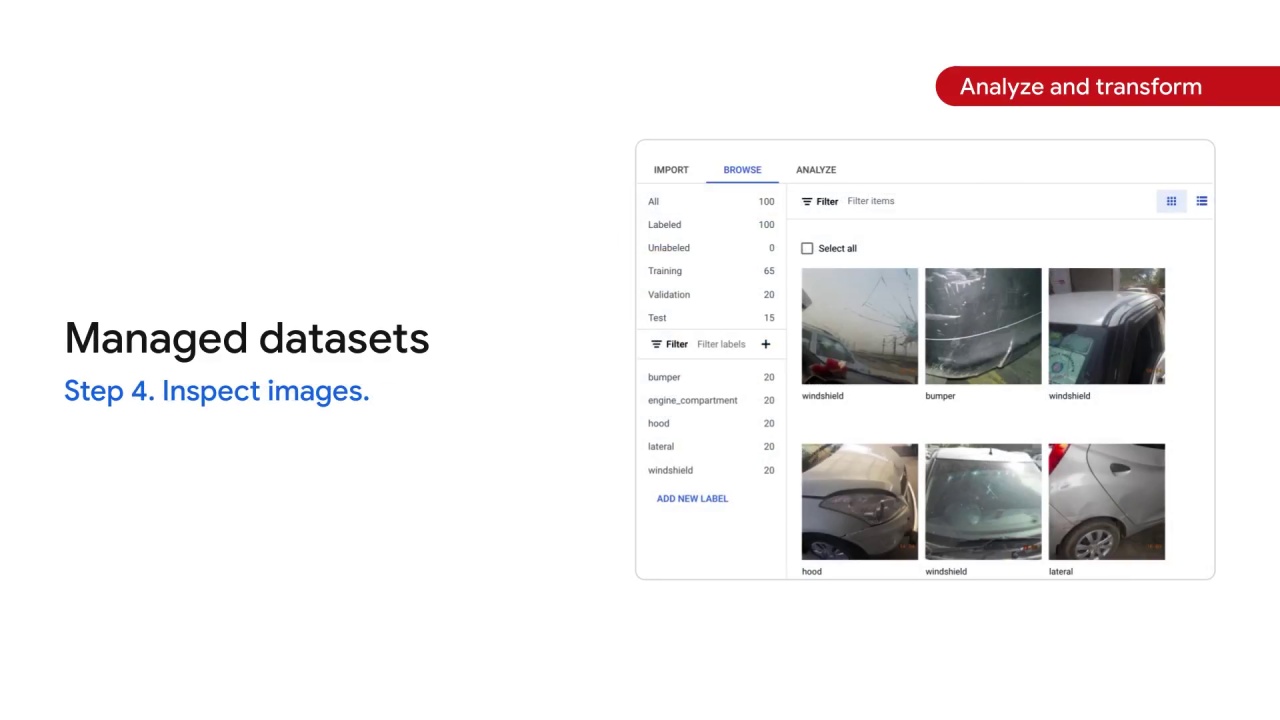 Analyze and transform
Managed datasets
Step 4. Inspect images.
IMPORT BROWSE ANALYZE
All 100
Labeled 100
Unlabeled 0
Training 65
Validation 20
Test 15
Filter Filter labels +
bumper 20
engine_compartment 20
hood 20
lateral 20
windshield 20
ADD NEW LABEL
Filter Filter items
Select all
windshield bumper windshield
hood windshield lateral